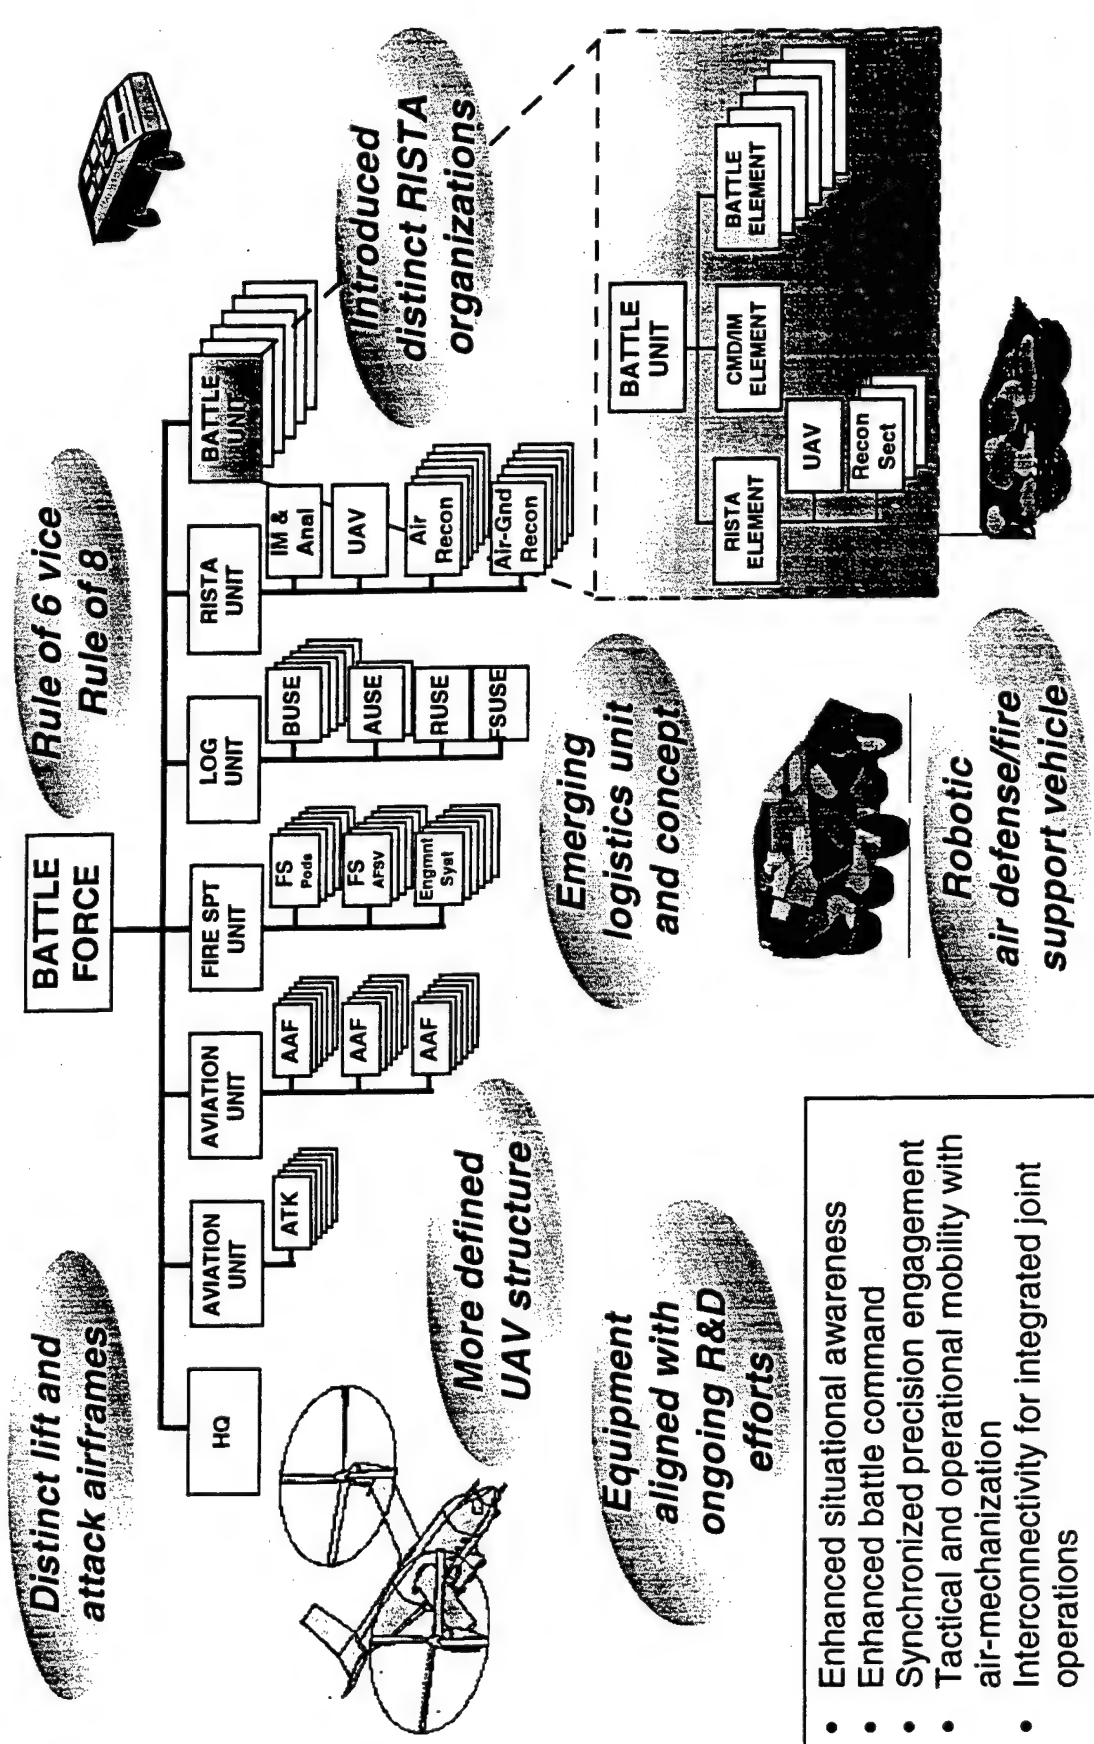 Distinct lift and
attack airframes
Rule of 6 vice
Rule of 8
BATTLE
FORCE
HQ
AVIATION
UNIT
ATK
AVIATION
UNIT
AAF
AAF
AAF
FIRE SPT
UNIT
FS
Pods
FS
AFSV
Engmnt
Syst
LOG
UNIT
BUSE
AUSE
RUSE
FSUSE
RISTA
UNIT
IM &
Anal
UAV
Air
Recon
Air-Gnd
Recon
BATTLE
UNIT
Introduced
distinct RISTA
organizations
More defined
UAV structure
Emerging
logistics unit
and concept
BATTLE
UNIT
RISTA
ELEMENT
UAV
Recon
Sect
CMD/IM
ELEMENT
BATTLE
ELEMENT
Equipment
aligned with
ongoing R&D
efforts
Robotic
air defense/fire
support vehicle
• Enhanced situational awareness
• Enhanced battle command
• Synchronized precision engagement
• Tactical and operational mobility with
air-mechanization
• Interconnectivity for integrated joint
operations